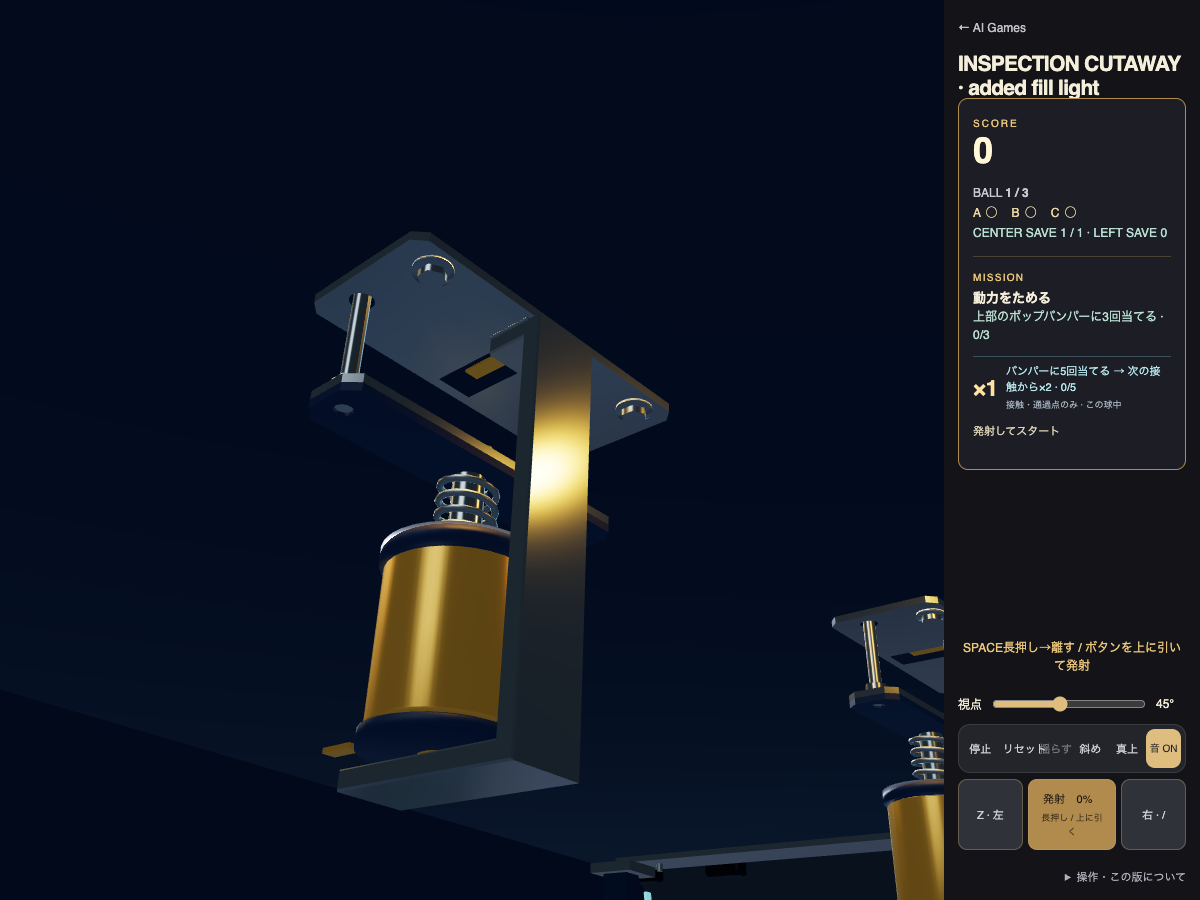 ← AI Games
INSPECTION CUTAWAY
· added fill light
SCORE
0
BALL 1 / 3
A ○ B ○ C ○
CENTER SAVE 1 / 1 · LEFT SAVE 0
MISSION
動力をためる
上部のポップバンパーに3回当てる ·
0/3
×1
バンパーに5回当てる → 次の接
触から×2 · 0/5
接触・通過点のみ・この球中
発射してスタート
SPACE長押し→離す / ボタンを上に引い
て発射
視点 45°
停止 リセット 揺らす 斜め 真上 音 ON
Z · 左
発射 0%
長押し / 上に引
く
右 · /
▶ 操作・この版について